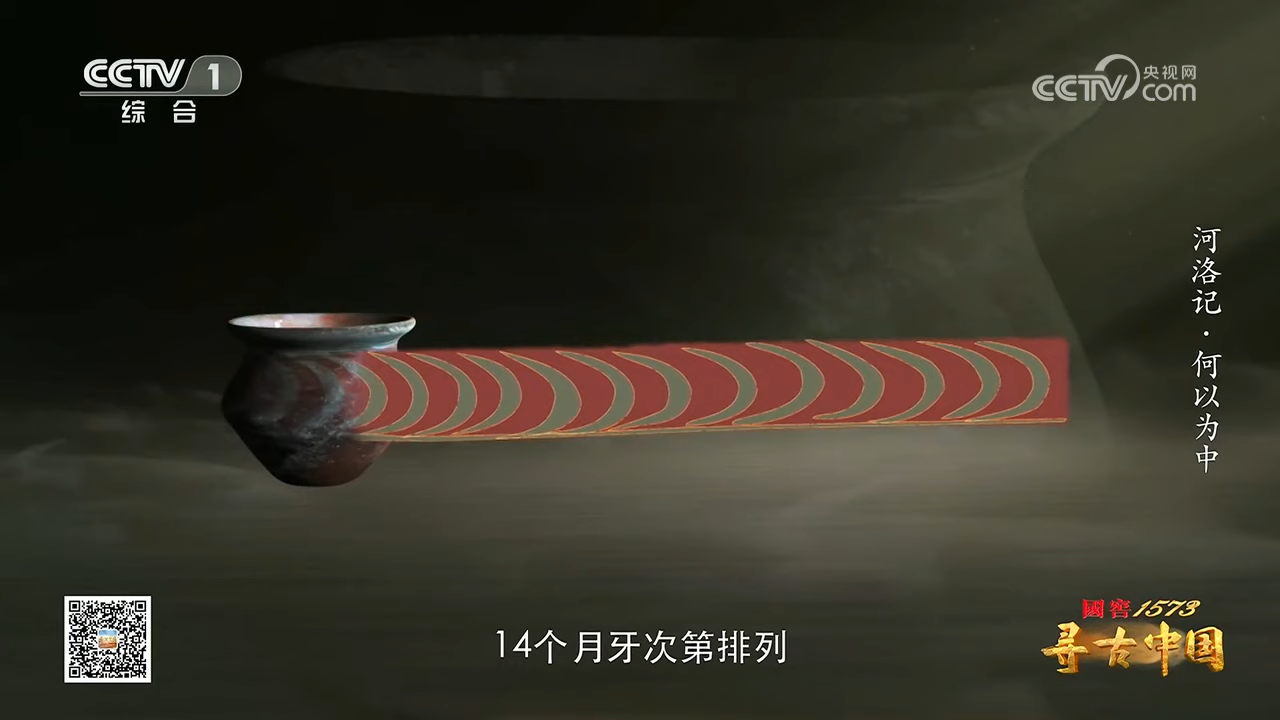 CCTV 1
综合
央视网
CCTV.com
河洛记·何以为中
14个月牙次第排列
國窖1573
寻古中国